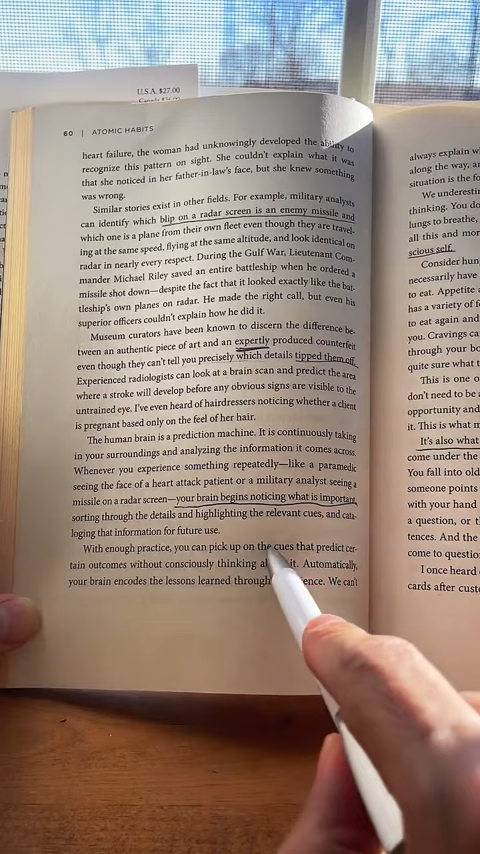 U.S.A. $27.00
60 | ATOMIC HABITS
heart failure, the woman had unknowingly developed the ability to
recognize this pattern on sight. She couldn't explain what it was
that she noticed in her father-in-law's face, but she knew something
was wrong.
Similar stories exist in other fields. For example, military analysts
can identify which blip on a radar screen is an enemy missile and
which one is a plane from their own fleet even though they are travel-
ing at the same speed, flying at the same altitude, and look identical on
radar in nearly every respect. During the Gulf War, Lieutenant Com-
mander Michael Riley saved an entire battleship when he ordered a
missile shot down—despite the fact that it looked exactly like the bat-
tleship's own planes on radar. He made the right call, but even his
superior officers couldn't explain how he did it.
Museum curators have been known to discern the difference be-
tween an authentic piece of art and an expertly produced counterfeit
even though they can't tell you precisely which details tipped them off.
Experienced radiologists can look at a brain scan and predict the area
where a stroke will develop before any obvious signs are visible to the
untrained eye. I've even heard of hairdressers noticing whether a client
is pregnant based only on the feel of her hair.
The human brain is a prediction machine. It is continuously taking
in your surroundings and analyzing the information it comes across.
Whenever you experience something repeatedly—like a paramedic
seeing the face of a heart attack patient or a military analyst seeing a
missile on a radar screen—your brain begins noticing what is important,
sorting through the details and highlighting the relevant cues, and cata-
loging that information for future use.
With enough practice, you can pick up on the cues that predict cer-
tain outcomes without consciously thinking it. Automatically,
your brain encodes the lessons learned through We can't
always explain
along the way,
situation is the
We underesti
thinking. You
lungs to breathe,
all this and
scious self.
Consider
necessarily have
to eat. Appetite
has a variety of
to eat again and
you. Cravings
through your
quite sure what
This is one
don't need to be
opportunity and
it. This is what
It's also what
come under the
You fall into old
someone points
with your hand
a question, or
tences. And the
come to
I once heard
cards after